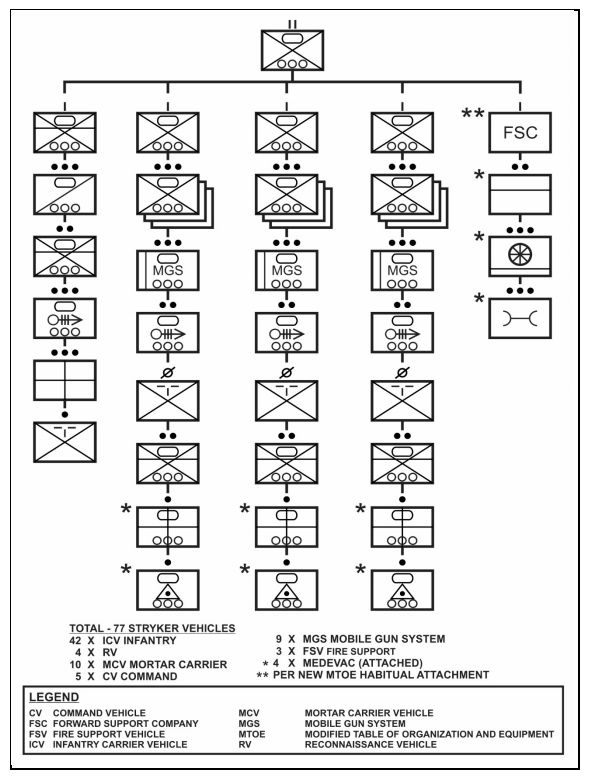 ** FSC
*
MGS MGS MGS *
*
* * *
* * *
TOTAL - 77 STRYKER VEHICLES
42 X ICV INFANTRY
4 X RV
10 X MCV MORTAR CARRIER
5 X CV COMMAND
9 X MGS MOBILE GUN SYSTEM
3 X FSV FIRE SUPPORT
* 4 X MEDEVAC (ATTACHED)
** PER NEW MTOE HABITUAL ATTACHMENT
LEGEND
CV COMMAND VEHICLE
FSC FORWARD SUPPORT COMPANY
FSV FIRE SUPPORT VEHICLE
ICV INFANTRY CARRIER VEHICLE
MCV MORTAR CARRIER VEHICLE
MGS MOBILE GUN SYSTEM
MTOE MODIFIED TABLE OF ORGANIZATION AND EQUIPMENT
RV RECONNAISSANCE VEHICLE